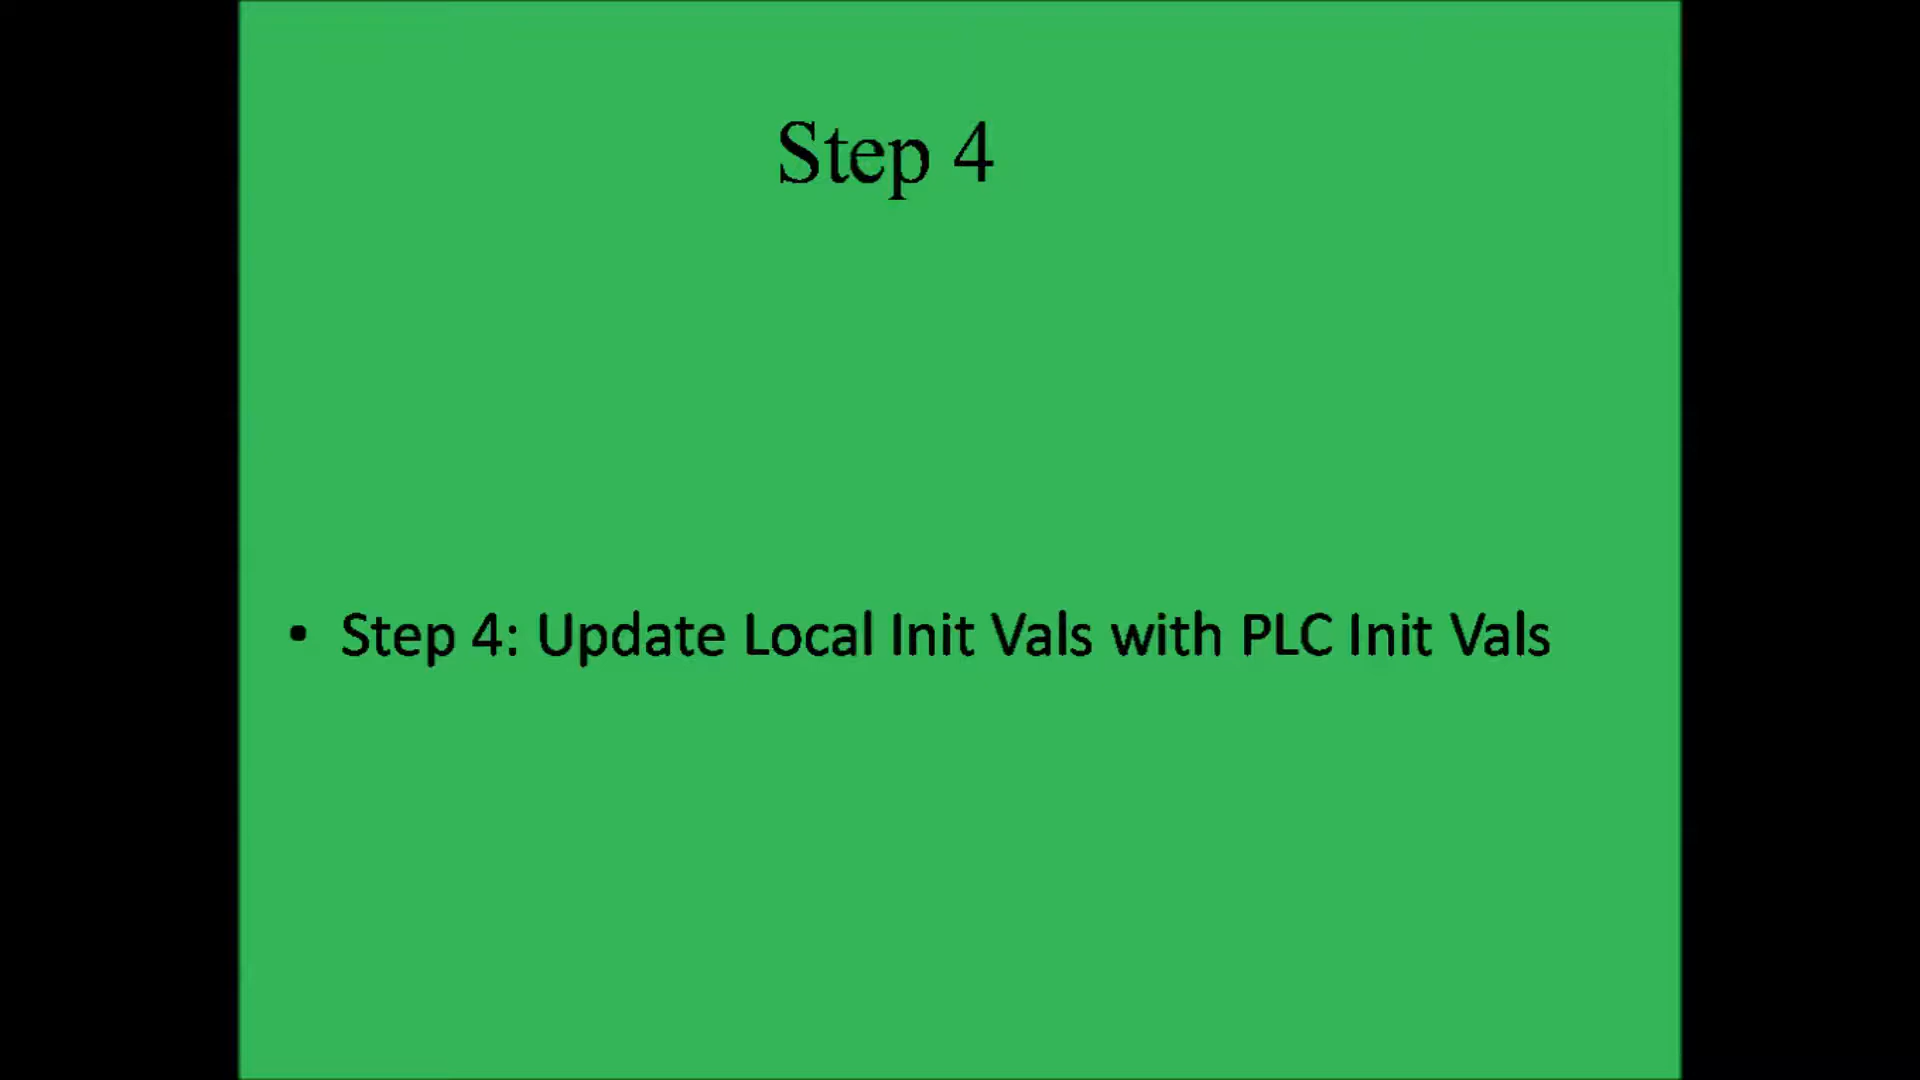 Step 4
• Step 4: Update Local Init Vals with PLC Init Vals